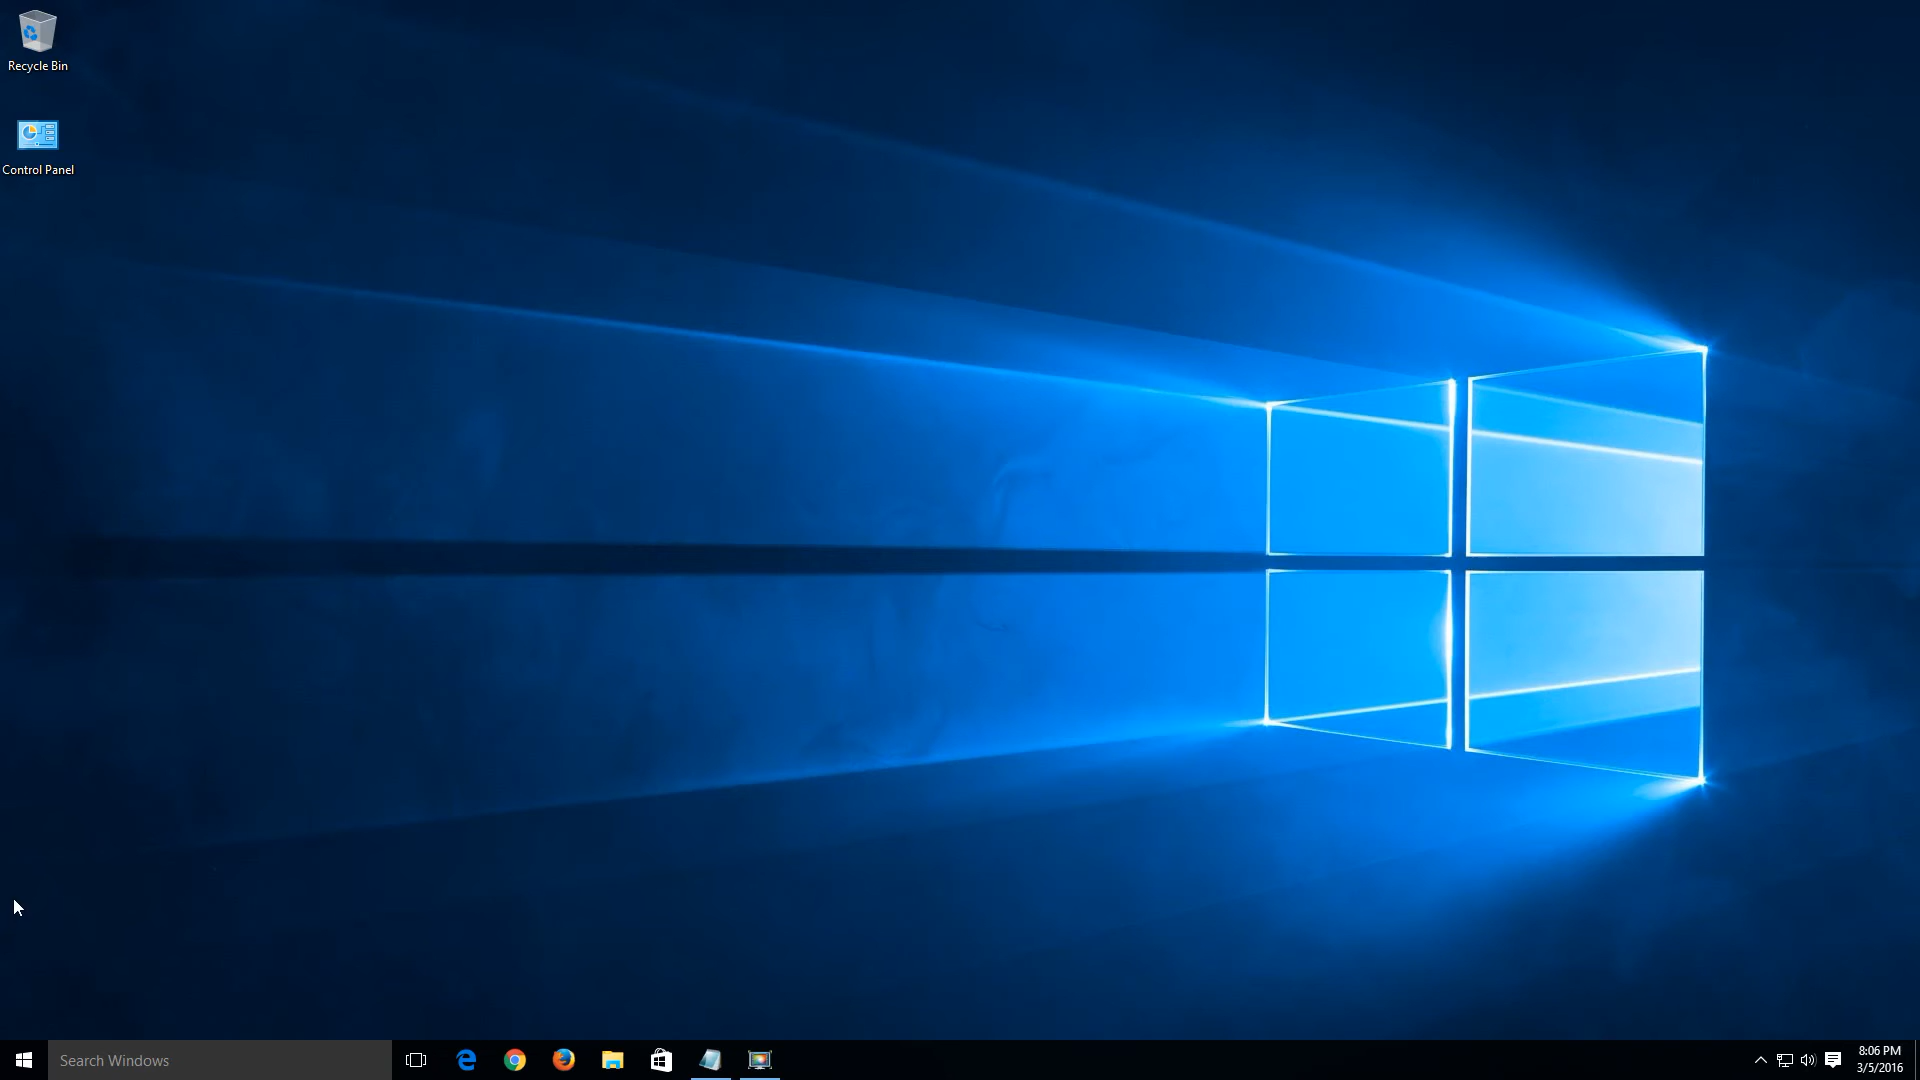 Recycle Bin
Control Panel
Search Windows
8:06 PM
3/5/2016